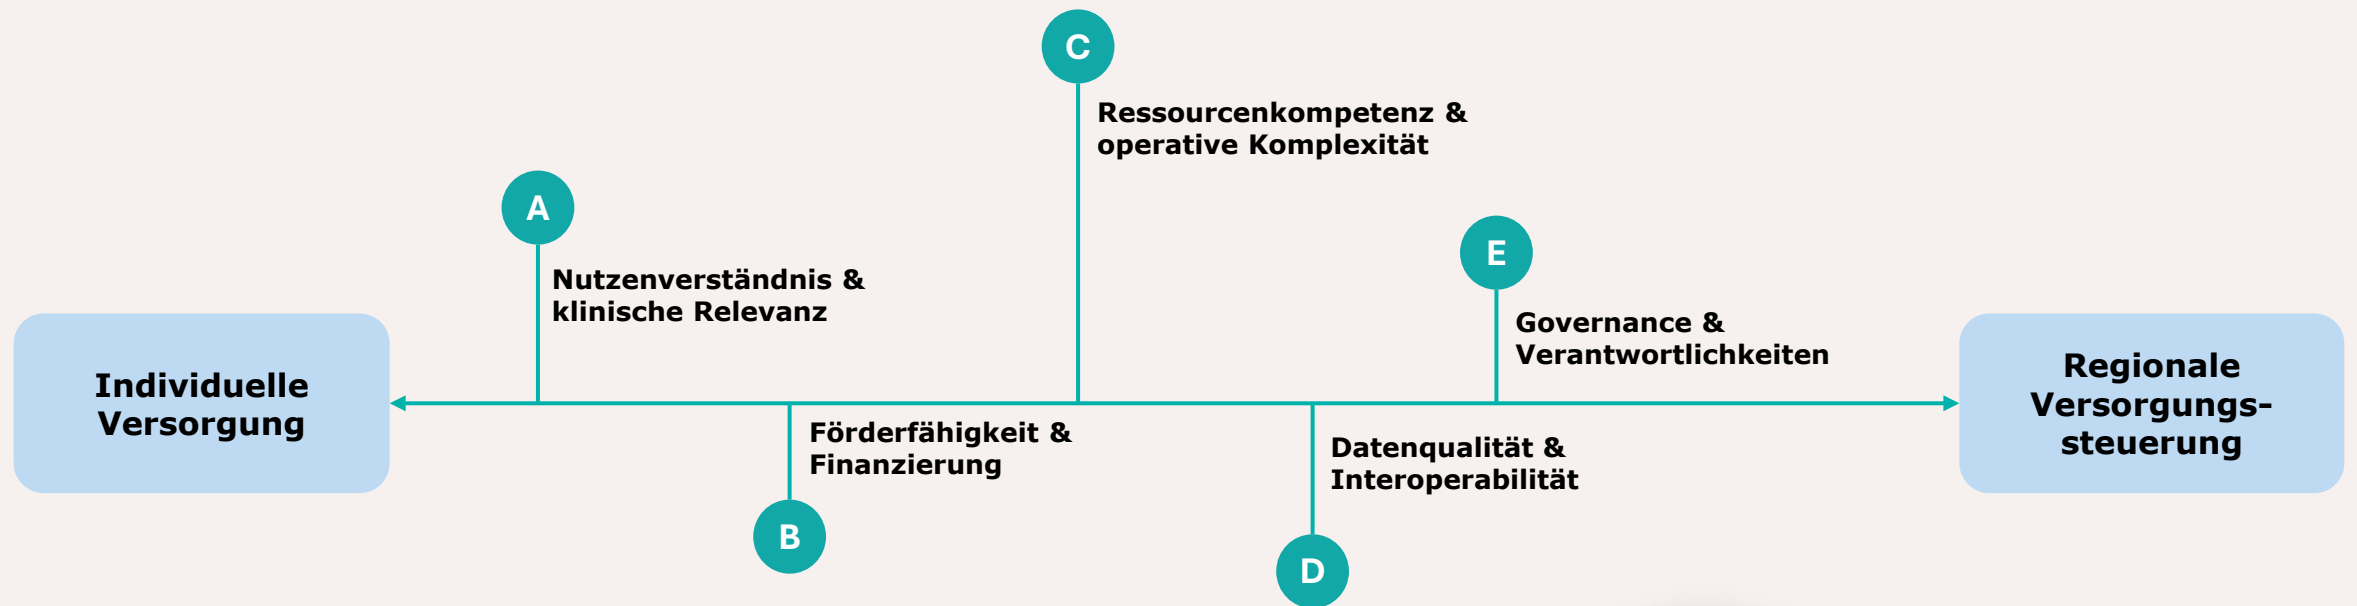 C
Ressourcenkompetenz &
operative Komplexität
A
Nutzenverständnis &
klinische Relevanz
E
Governance &
Verantwortlichkeiten
Individuelle
Versorgung
Regionale
Versorgungs-
steuerung
Förderfähigkeit &
Finanzierung
B
Datenqualität &
Interoperabilität
D